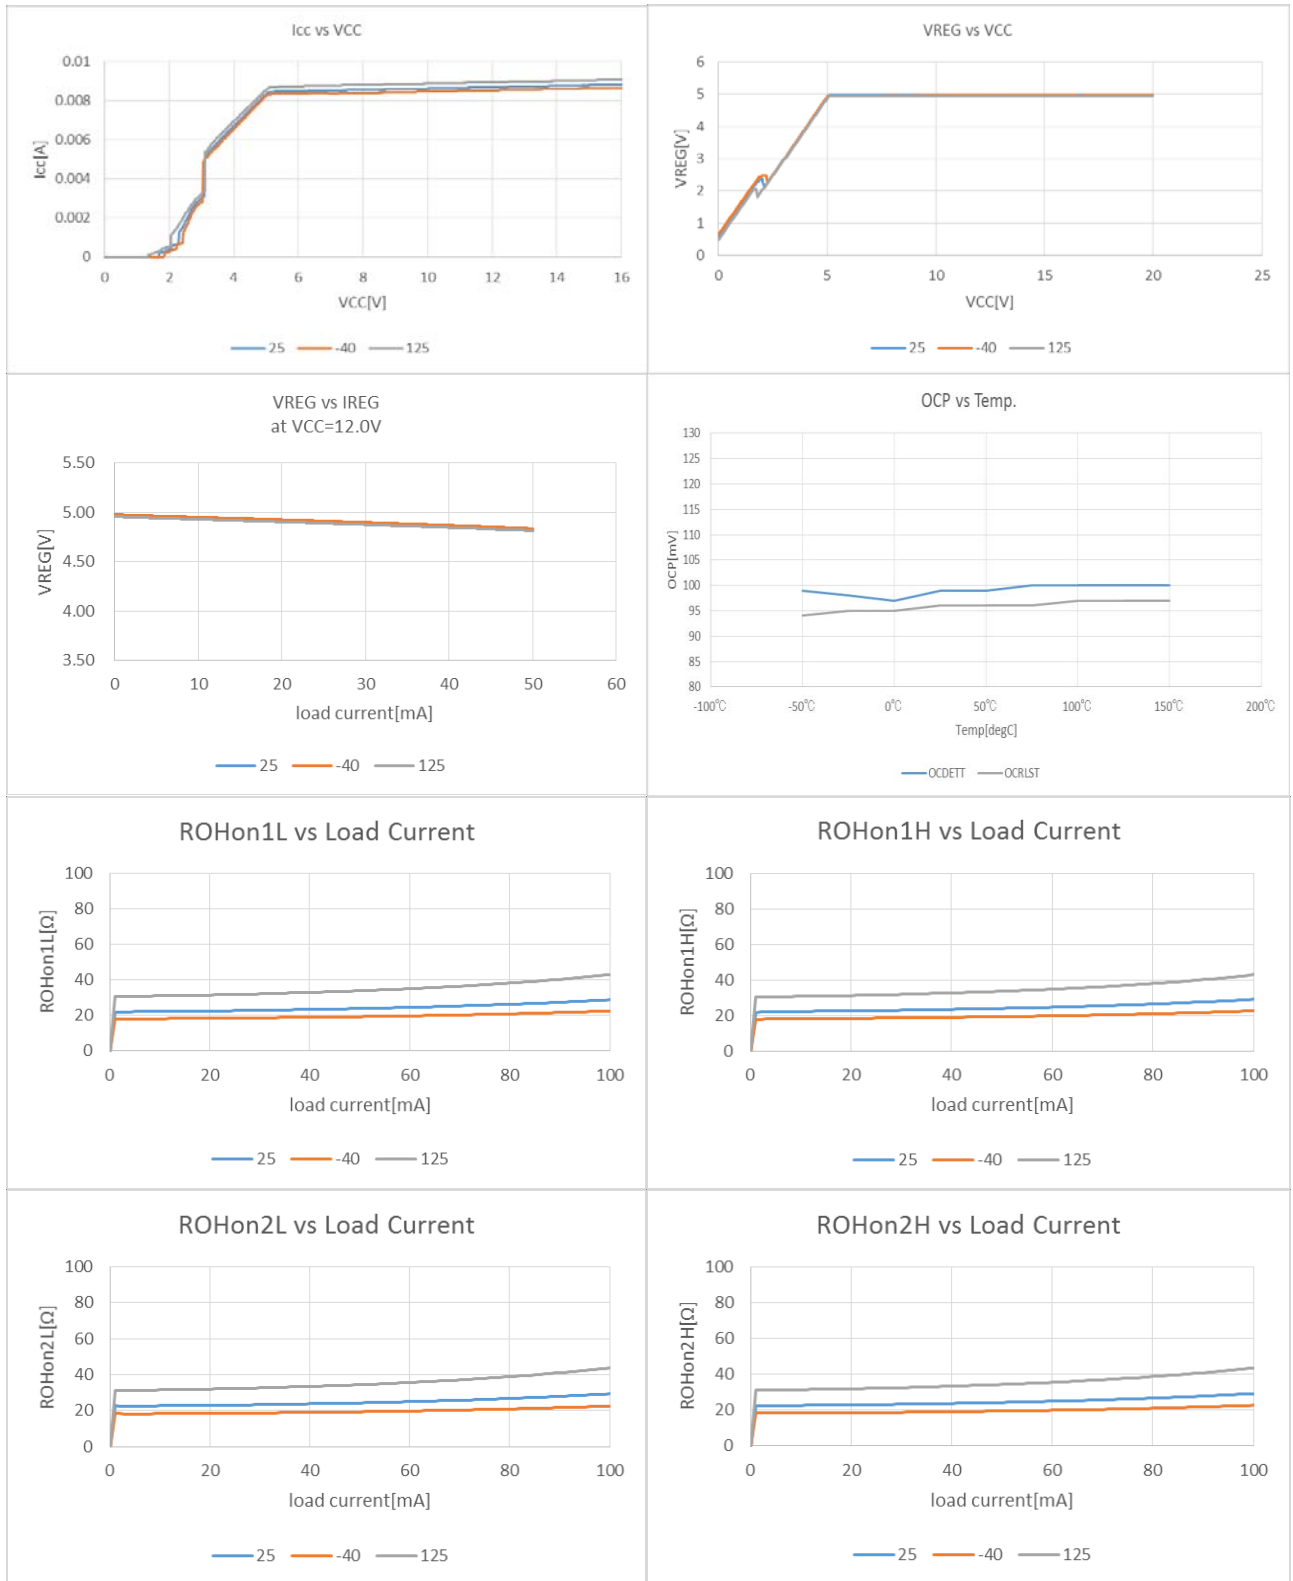 Icc vs VCC
0.01
0.008
0.006
0.004
0.002
0
Icc[A]
0 2 4 6 8 10 12 14 16
VCC[V]
25 -40 125
VREG vs VCC
6
5
4
3
2
1
0
VREG[V]
0 5 10 15 20 25
VCC[V]
25 -40 125
VREG vs IREG
at VCC=12.0V
5.50
5.00
4.50
4.00
3.50
VREG[V]
0 10 20 30 40 50 60
load current[mA]
25 -40 125
OCP vs Temp.
130
125
120
115
110
105
100
95
90
85
80
OCP[mV]
-100℃ -50℃ 0℃ 50℃ 100℃ 150℃ 200℃
Temp[degC]
OCDETT OCRLST
ROHon1L vs Load Current
100
80
60
40
20
0
ROHon1L[Ω]
0 20 40 60 80 100
load current[mA]
25 -40 125
ROHon1H vs Load Current
100
80
60
40
20
0
ROHon1H[Ω]
0 20 40 60 80 100
load current[mA]
25 -40 125
ROHon2L vs Load Current
100
80
60
40
20
0
ROHon2L[Ω]
0 20 40 60 80 100
load current[mA]
25 -40 125
ROHon2H vs Load Current
100
80
60
40
20
0
ROHon2H[Ω]
0 20 40 60 80 100
load current[mA]
25 -40 125